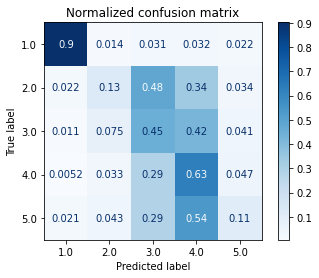 Normalized confusion matrix
1.0 0.9 0.014 0.031 0.032 0.022
2.0 0.022 0.13 0.48 0.34 0.034
3.0 0.011 0.075 0.45 0.42 0.041
4.0 0.0052 0.033 0.29 0.63 0.047
5.0 0.021 0.043 0.29 0.54 0.11
True label
1.0 2.0 3.0 4.0 5.0
Predicted label
0.9
0.8
0.7
0.6
0.5
0.4
0.3
0.2
0.1